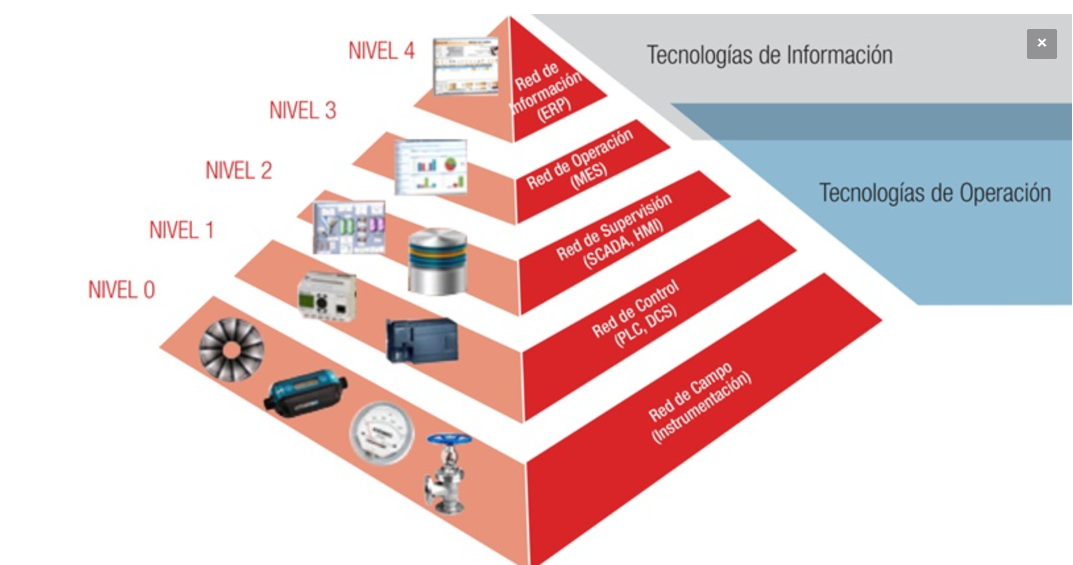 NIVEL 4
Red de
Información
(ERP)
Tecnologías de Información
×
NIVEL 3
Red de Operación
(MES)
NIVEL 2
Red de Supervisión
(SCADA, HMI)
Tecnologías de Operación
NIVEL 1
Red de Control
(PLC, DCS)
NIVEL 0
Red de Campo
(Instrumentación)